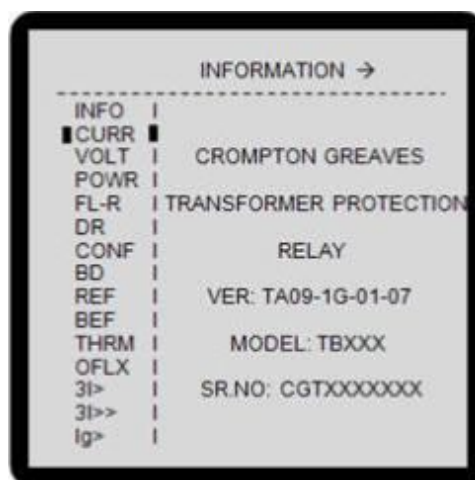 INFORMATION →
INFO
CURR
VOLT
POWR
FL-R
DR
CONF
BD
REF
BEF
THRM
OFLX
3I>
3I>>
Ig>
CROMPTON GREAVES
TRANSFORMER PROTECTION
RELAY
VER: TA09-1G-01-07
MODEL: TBXXX
SR.NO: CGTXXXXXXX